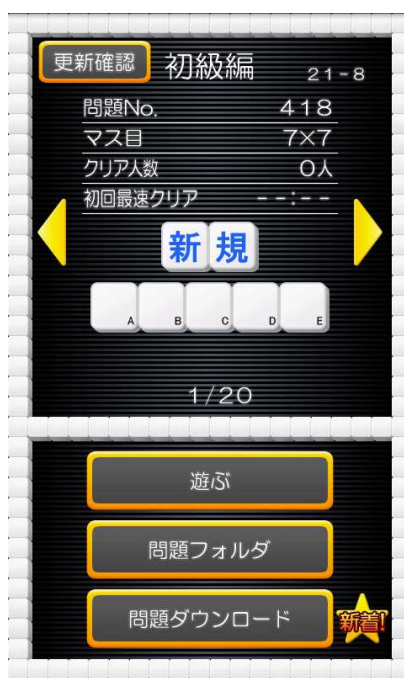 更新確認
初級編
21-8
問題No. 418
マス目 7×7
クリア人数 0人
初回最速クリア --:--
新規
A B C D E
1/20
遊ぶ
問題フォルダ
問題ダウンロード
新着!